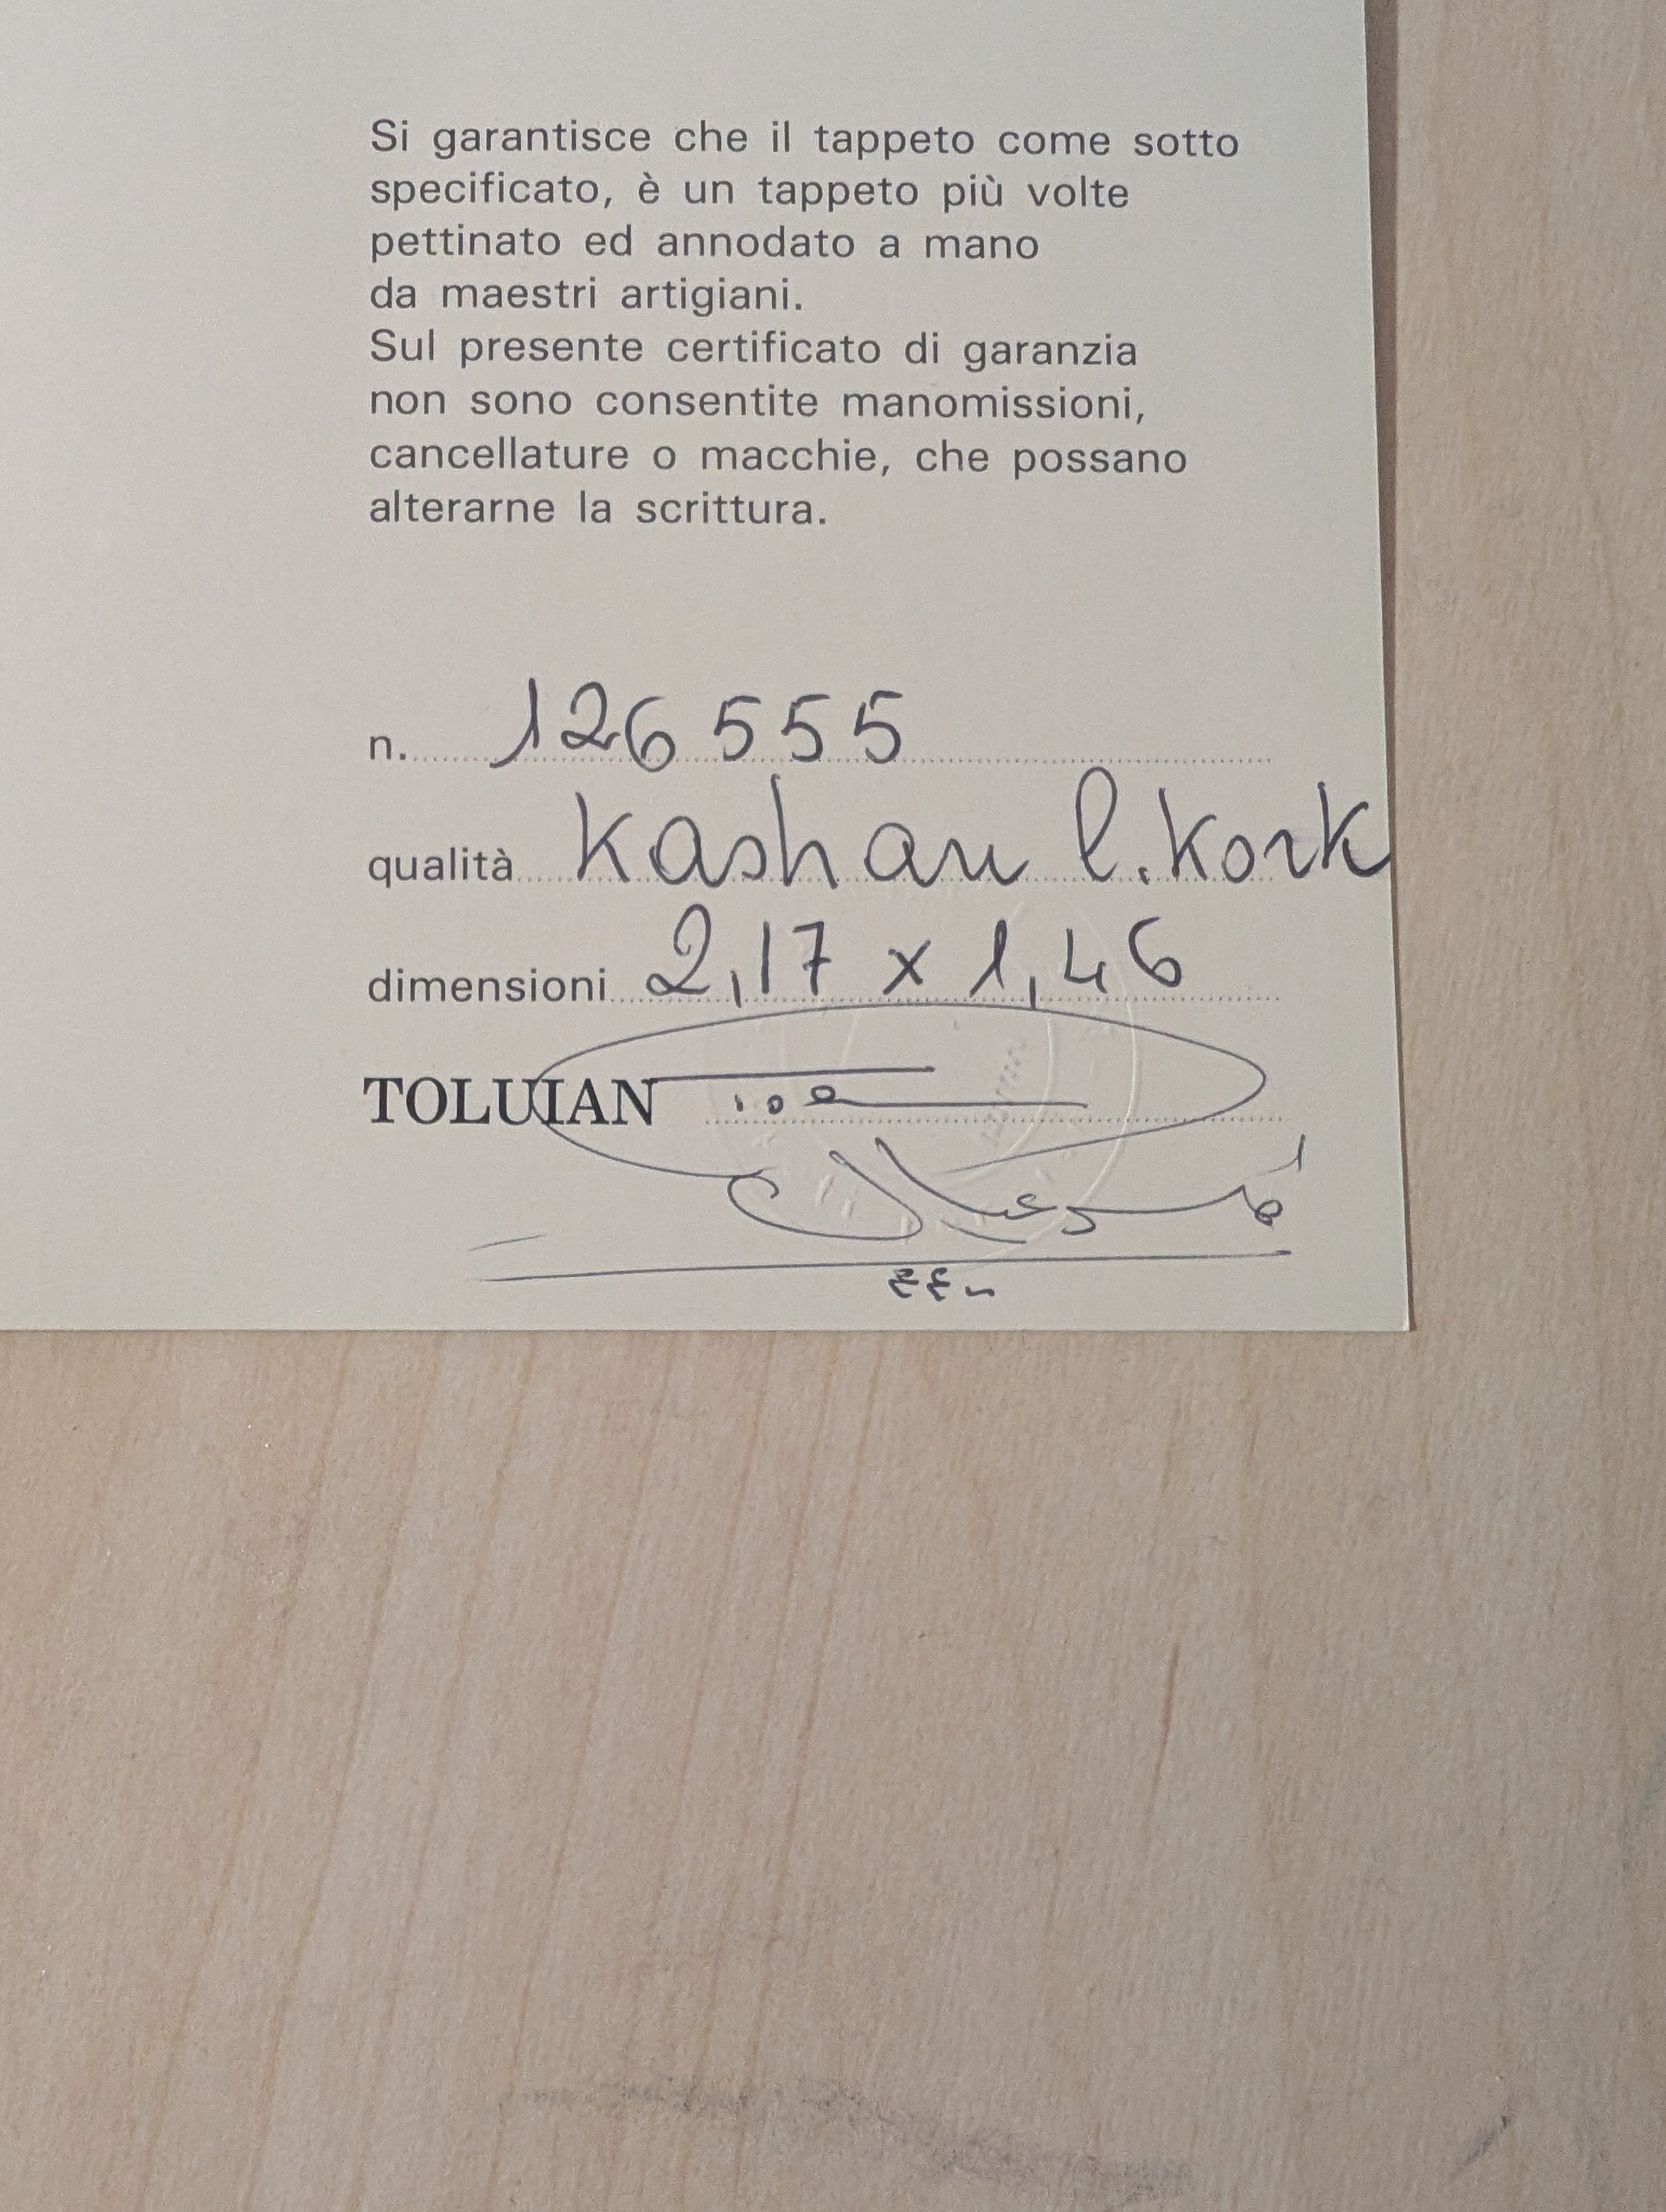 Si garantisce che il tappeto come sotto
specificato, è un tappeto più volte
pettinato ed annodato a mano
da maestri artigiani.
Sul presente certificato di garanzia
non sono consentite manomissioni,
cancellature o macchie, che possano
alterarne la scrittura.
n. 126555
qualità Kashan l. Kork
dimensioni 2,17 x 1,46
TOLUIAN